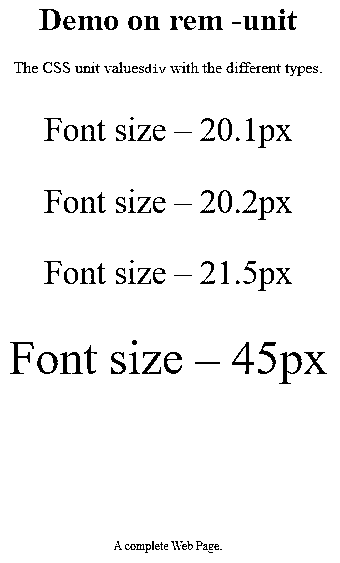 Demo on rem -unit
The CSS unit valuesdiv with the different types.
Font size – 20.1px
Font size – 20.2px
Font size – 21.5px
Font size – 45px
A complete Web Page.